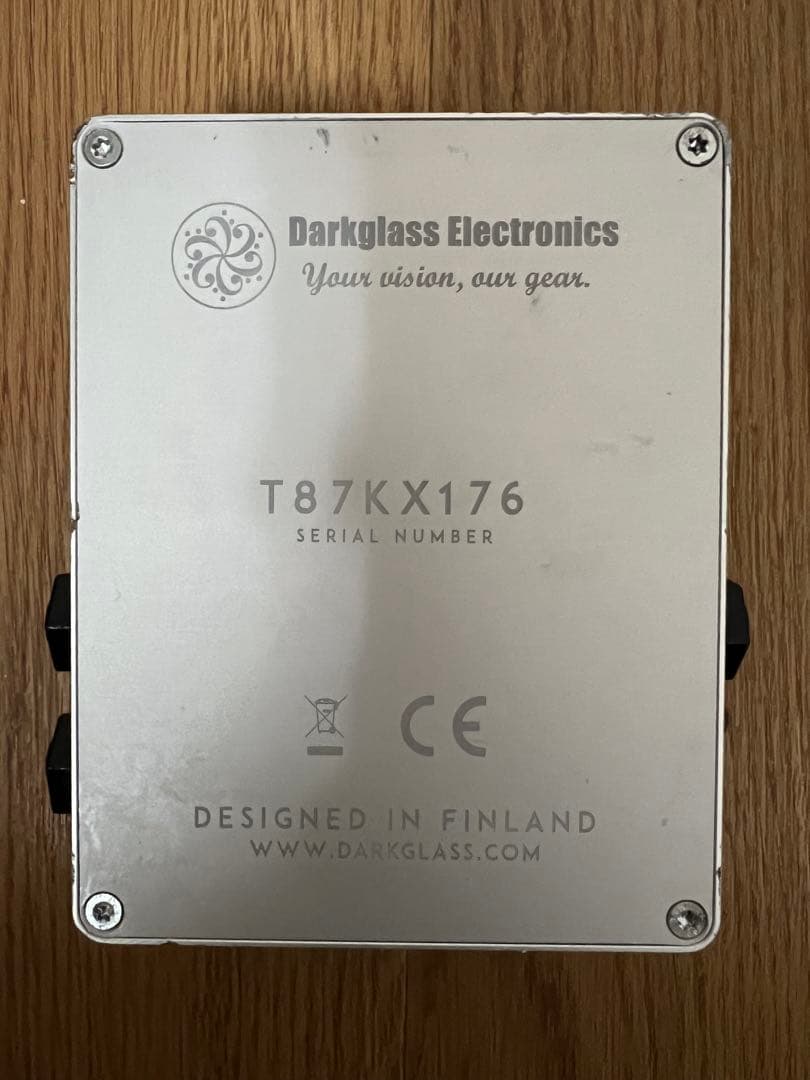 Darkglass Electronics
Your vision, our gear.
T87KX176
SERIAL NUMBER
CE
DESIGNED IN FINLAND
WWW.DARKGLASS.COM